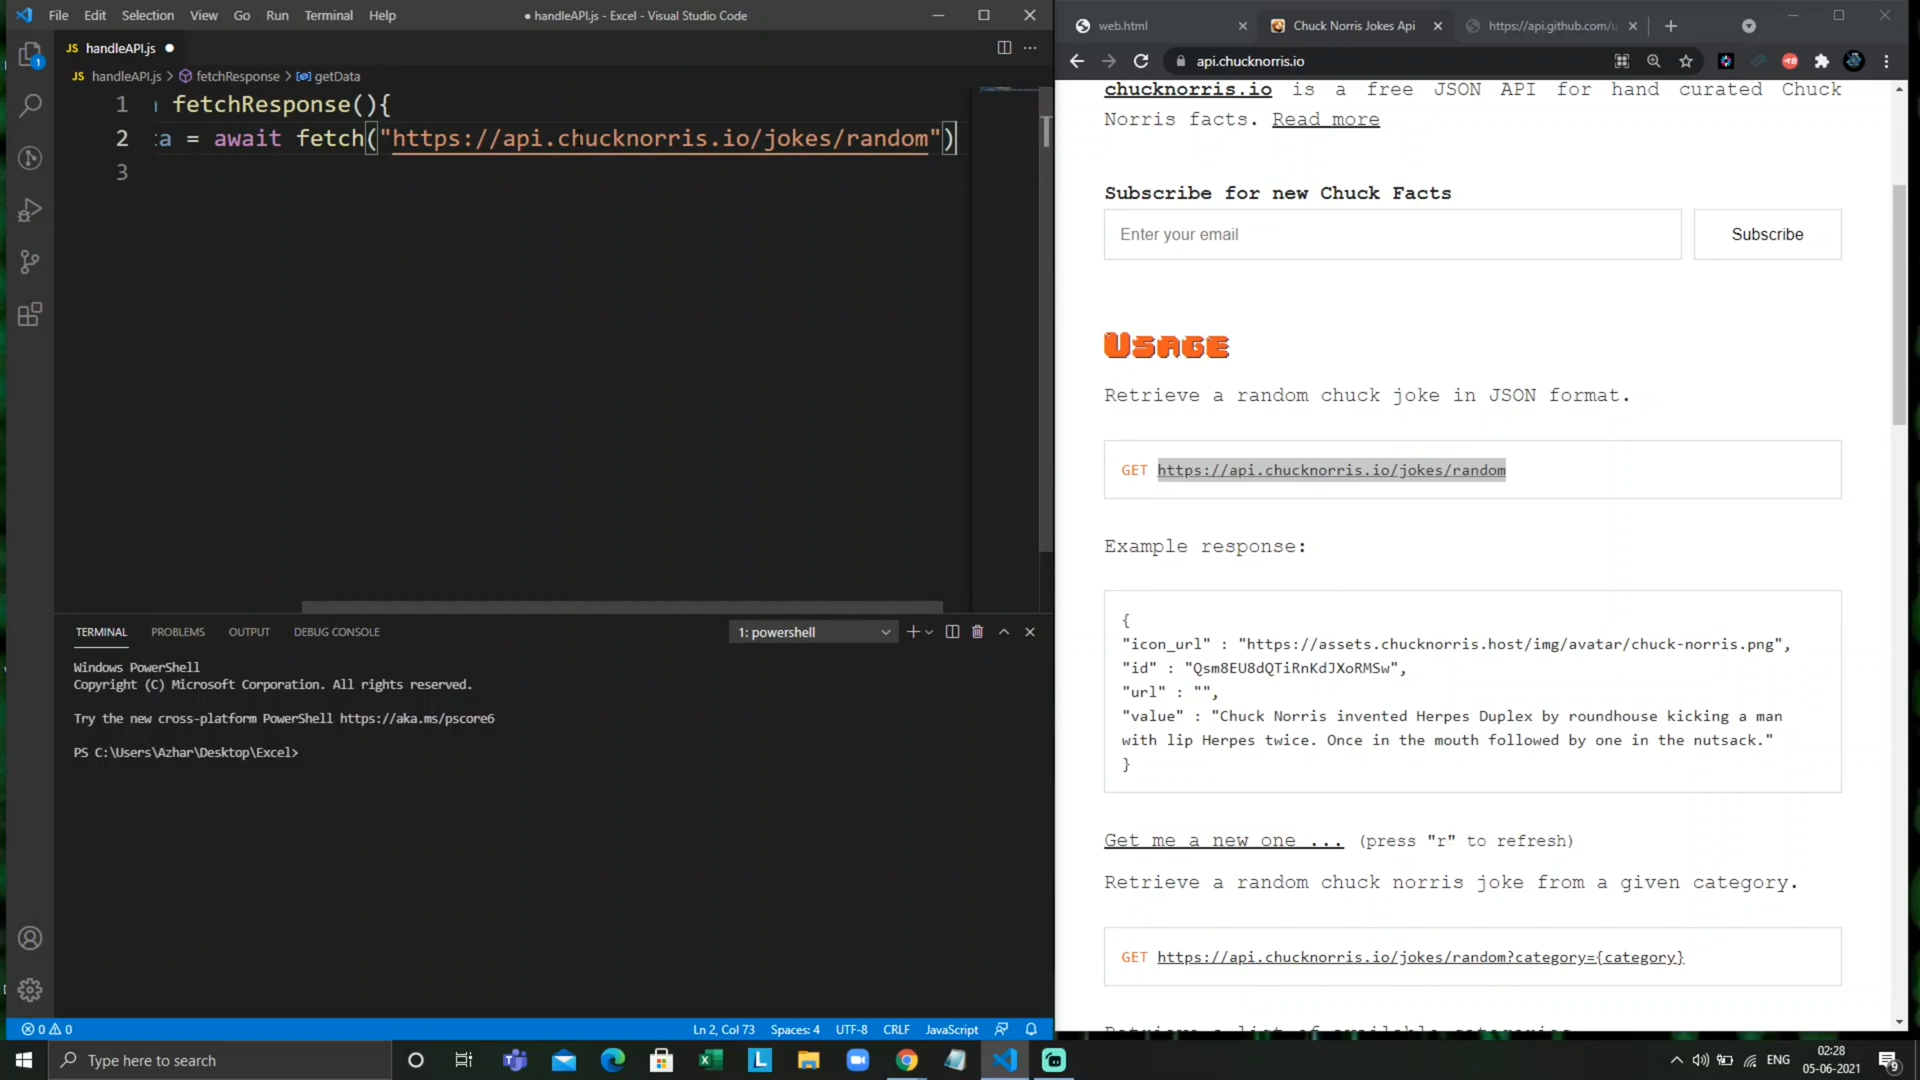 File Edit Selection View Go Run Terminal Help ● handleAPI.js - Excel - Visual Studio Code
JS handleAPI.js ●
JS handleAPI.js > fetchResponse > getData
1 fetchResponse(){
2 a = await fetch("https://api.chucknorris.io/jokes/random")
3
TERMINAL PROBLEMS OUTPUT DEBUG CONSOLE 1: powershell
Windows PowerShell
Copyright (C) Microsoft Corporation. All rights reserved.
Try the new cross-platform PowerShell https://aka.ms/pscore6
PS C:\Users\Azhar\Desktop\Excel>
0 0 Ln 2, Col 73 Spaces: 4 UTF-8 CRLF JavaScript
web.html Chuck Norris Jokes Api https://api.github.com/u
api.chucknorris.io
chucknorris.io is a free JSON API for hand curated Chuck
Norris facts. Read more
Subscribe for new Chuck Facts
Enter your email Subscribe
USAGE
Retrieve a random chuck joke in JSON format.
GET https://api.chucknorris.io/jokes/random
Example response:
{
"icon_url" : "https://assets.chucknorris.host/img/avatar/chuck-norris.png",
"id" : "Qsm8EU8dQTiRnKdJXoRMSw",
"url" : "",
"value" : "Chuck Norris invented Herpes Duplex by roundhouse kicking a man
with lip Herpes twice. Once in the mouth followed by one in the nutsack."
}
Get me a new one ... (press "r" to refresh)
Retrieve a random chuck norris joke from a given category.
GET https://api.chucknorris.io/jokes/random?category={category}
Retrieve a list of available categories
Type here to search ENG 02:28
05-06-2021